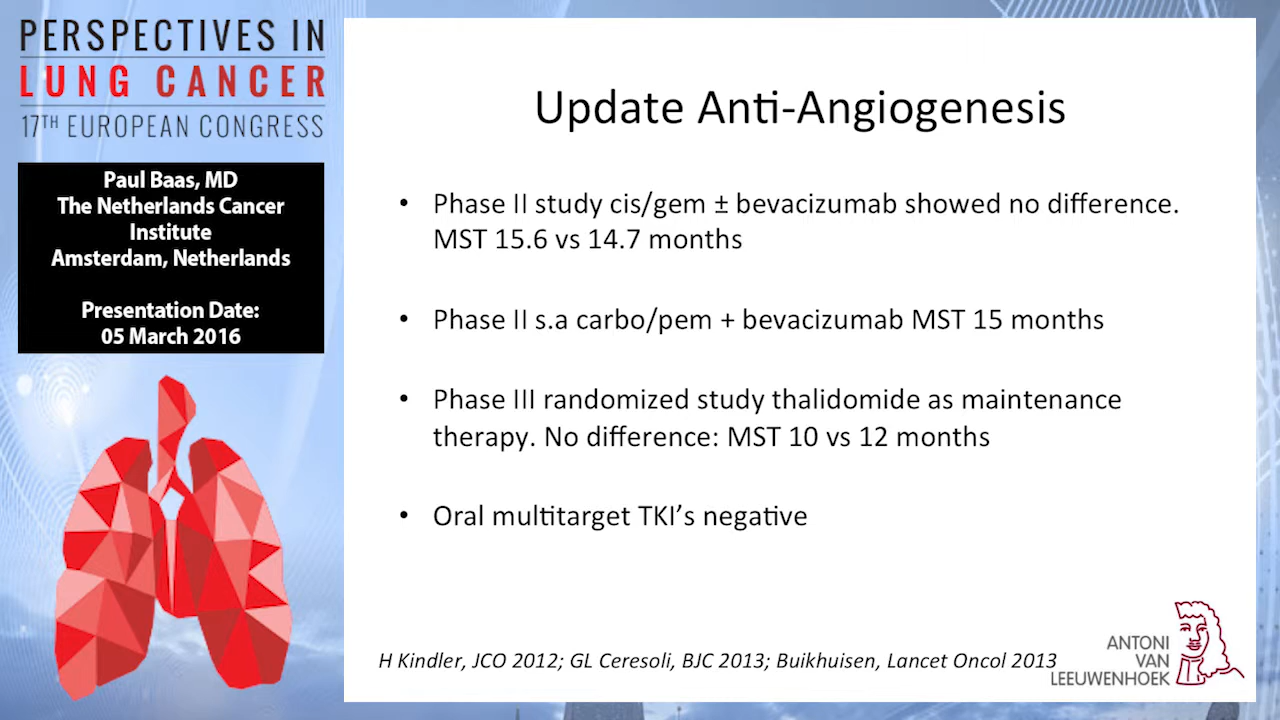 PERSPECTIVES IN
LUNG CANCER
17TH EUROPEAN CONGRESS
Paul Baas, MD
The Netherlands Cancer
Institute
Amsterdam, Netherlands
Presentation Date:
05 March 2016
Update Anti-Angiogenesis
• Phase II study cis/gem ± bevacizumab showed no difference.
MST 15.6 vs 14.7 months
• Phase II s.a carbo/pem + bevacizumab MST 15 months
• Phase III randomized study thalidomide as maintenance
therapy. No difference: MST 10 vs 12 months
• Oral multitarget TKI’s negative
H Kindler, JCO 2012; GL Ceresoli, BJC 2013; Buikhuisen, Lancet Oncol 2013
ANTONI
VAN
LEEUWENHOEK